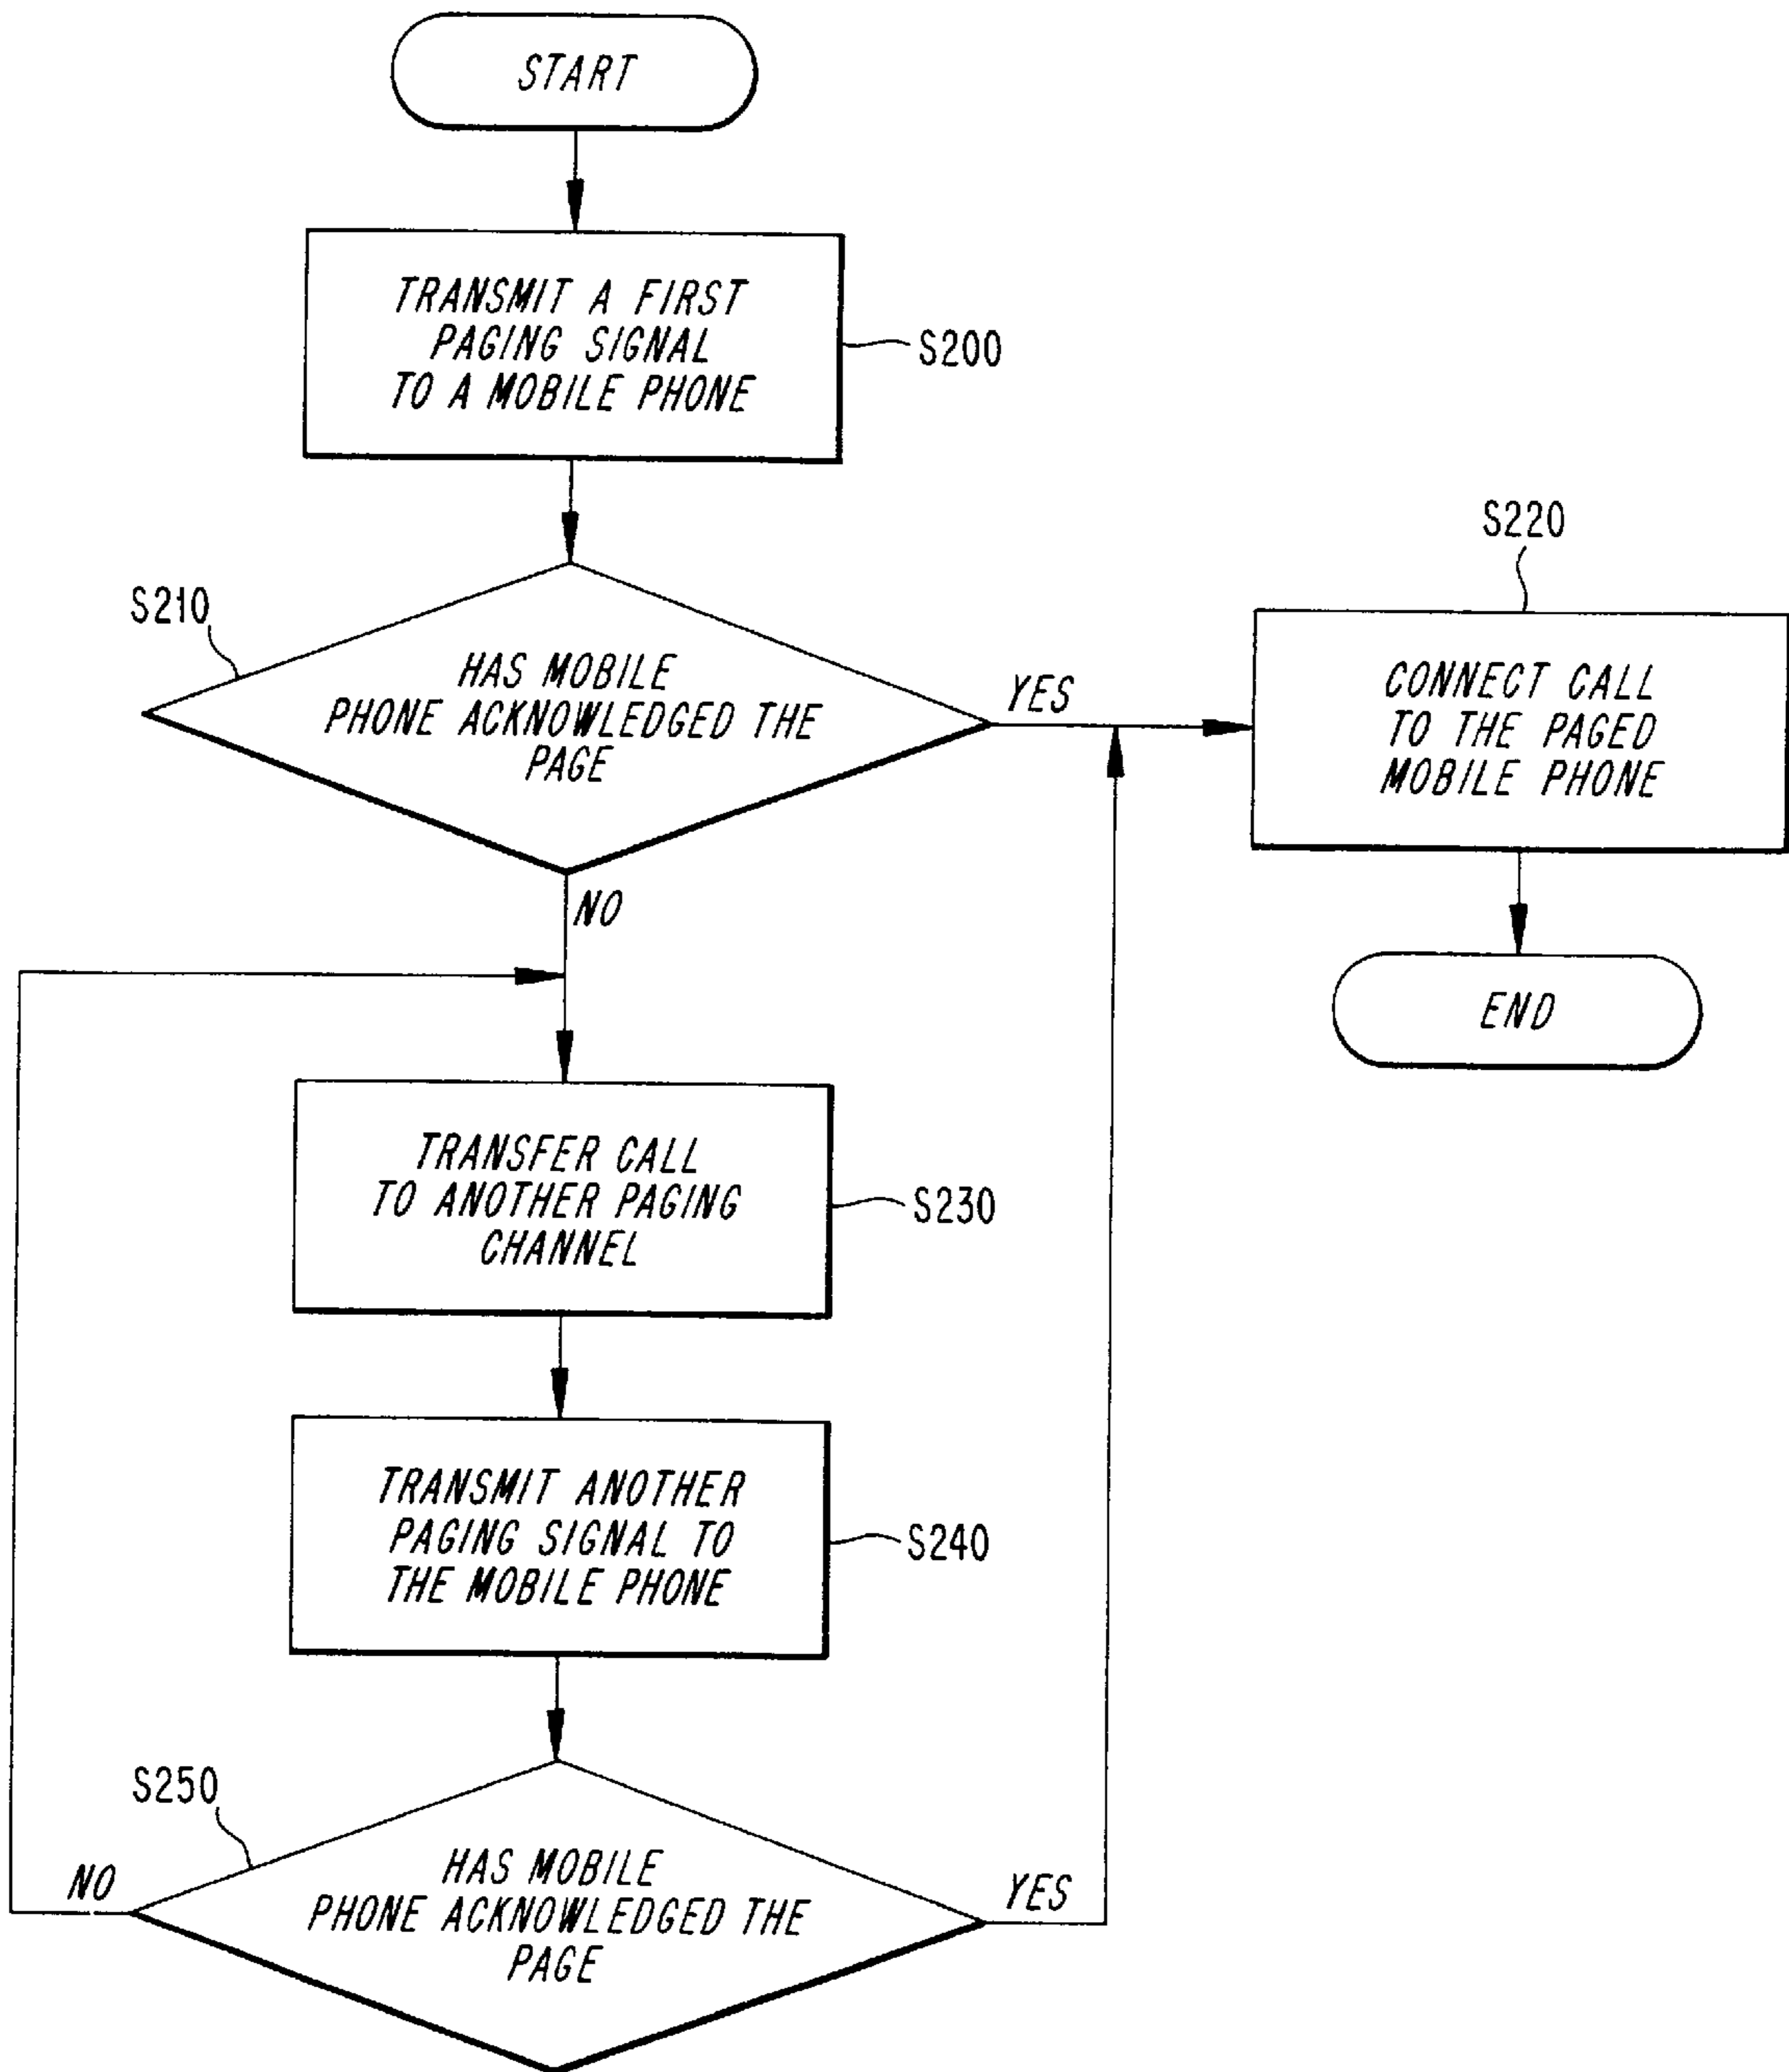 START
TRANSMIT A FIRST
PAGING SIGNAL
TO A MOBILE PHONE
S200
S210
HAS MOBILE
PHONE ACKNOWLEDGED THE
PAGE
YES
S220
CONNECT CALL
TO THE PAGED
MOBILE PHONE
END
NO
TRANSFER CALL
TO ANOTHER PAGING
CHANNEL
S230
TRANSMIT ANOTHER
PAGING SIGNAL TO
THE MOBILE PHONE
S240
S250
HAS MOBILE
PHONE ACKNOWLEDGED THE
PAGE
NO
YES